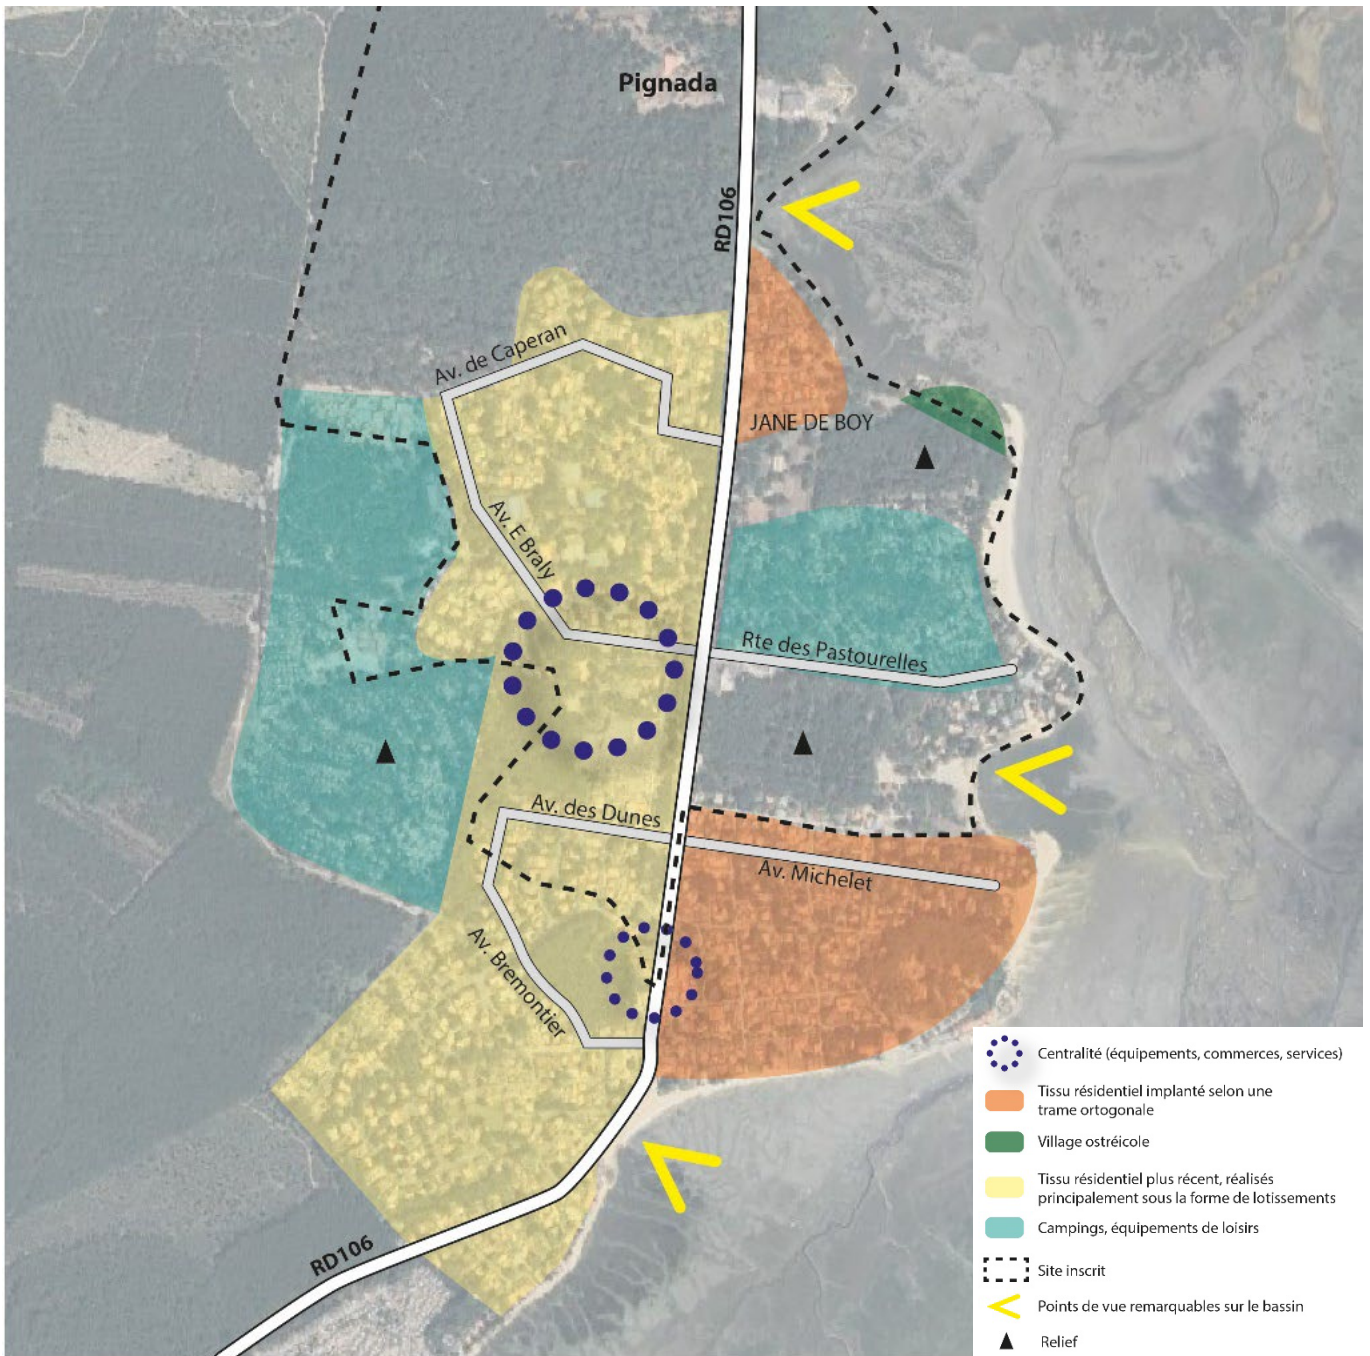 Pignada
RD106
Av. de Caperan
JANE DE BOY
Av. E Braly
Rte des Pastourelles
Av. des Dunes
Av. Michelet
Av. Bremontier
RD106
Centralité (équipements, commerces, services)
Tissu résidentiel implanté selon une
trame ortogonale
Village ostréicole
Tissu résidentiel plus récent, réalisés
principalement sous la forme de lotissements
Campings, équipements de loisirs
Site inscrit
Points de vue remarquables sur le bassin
Relief